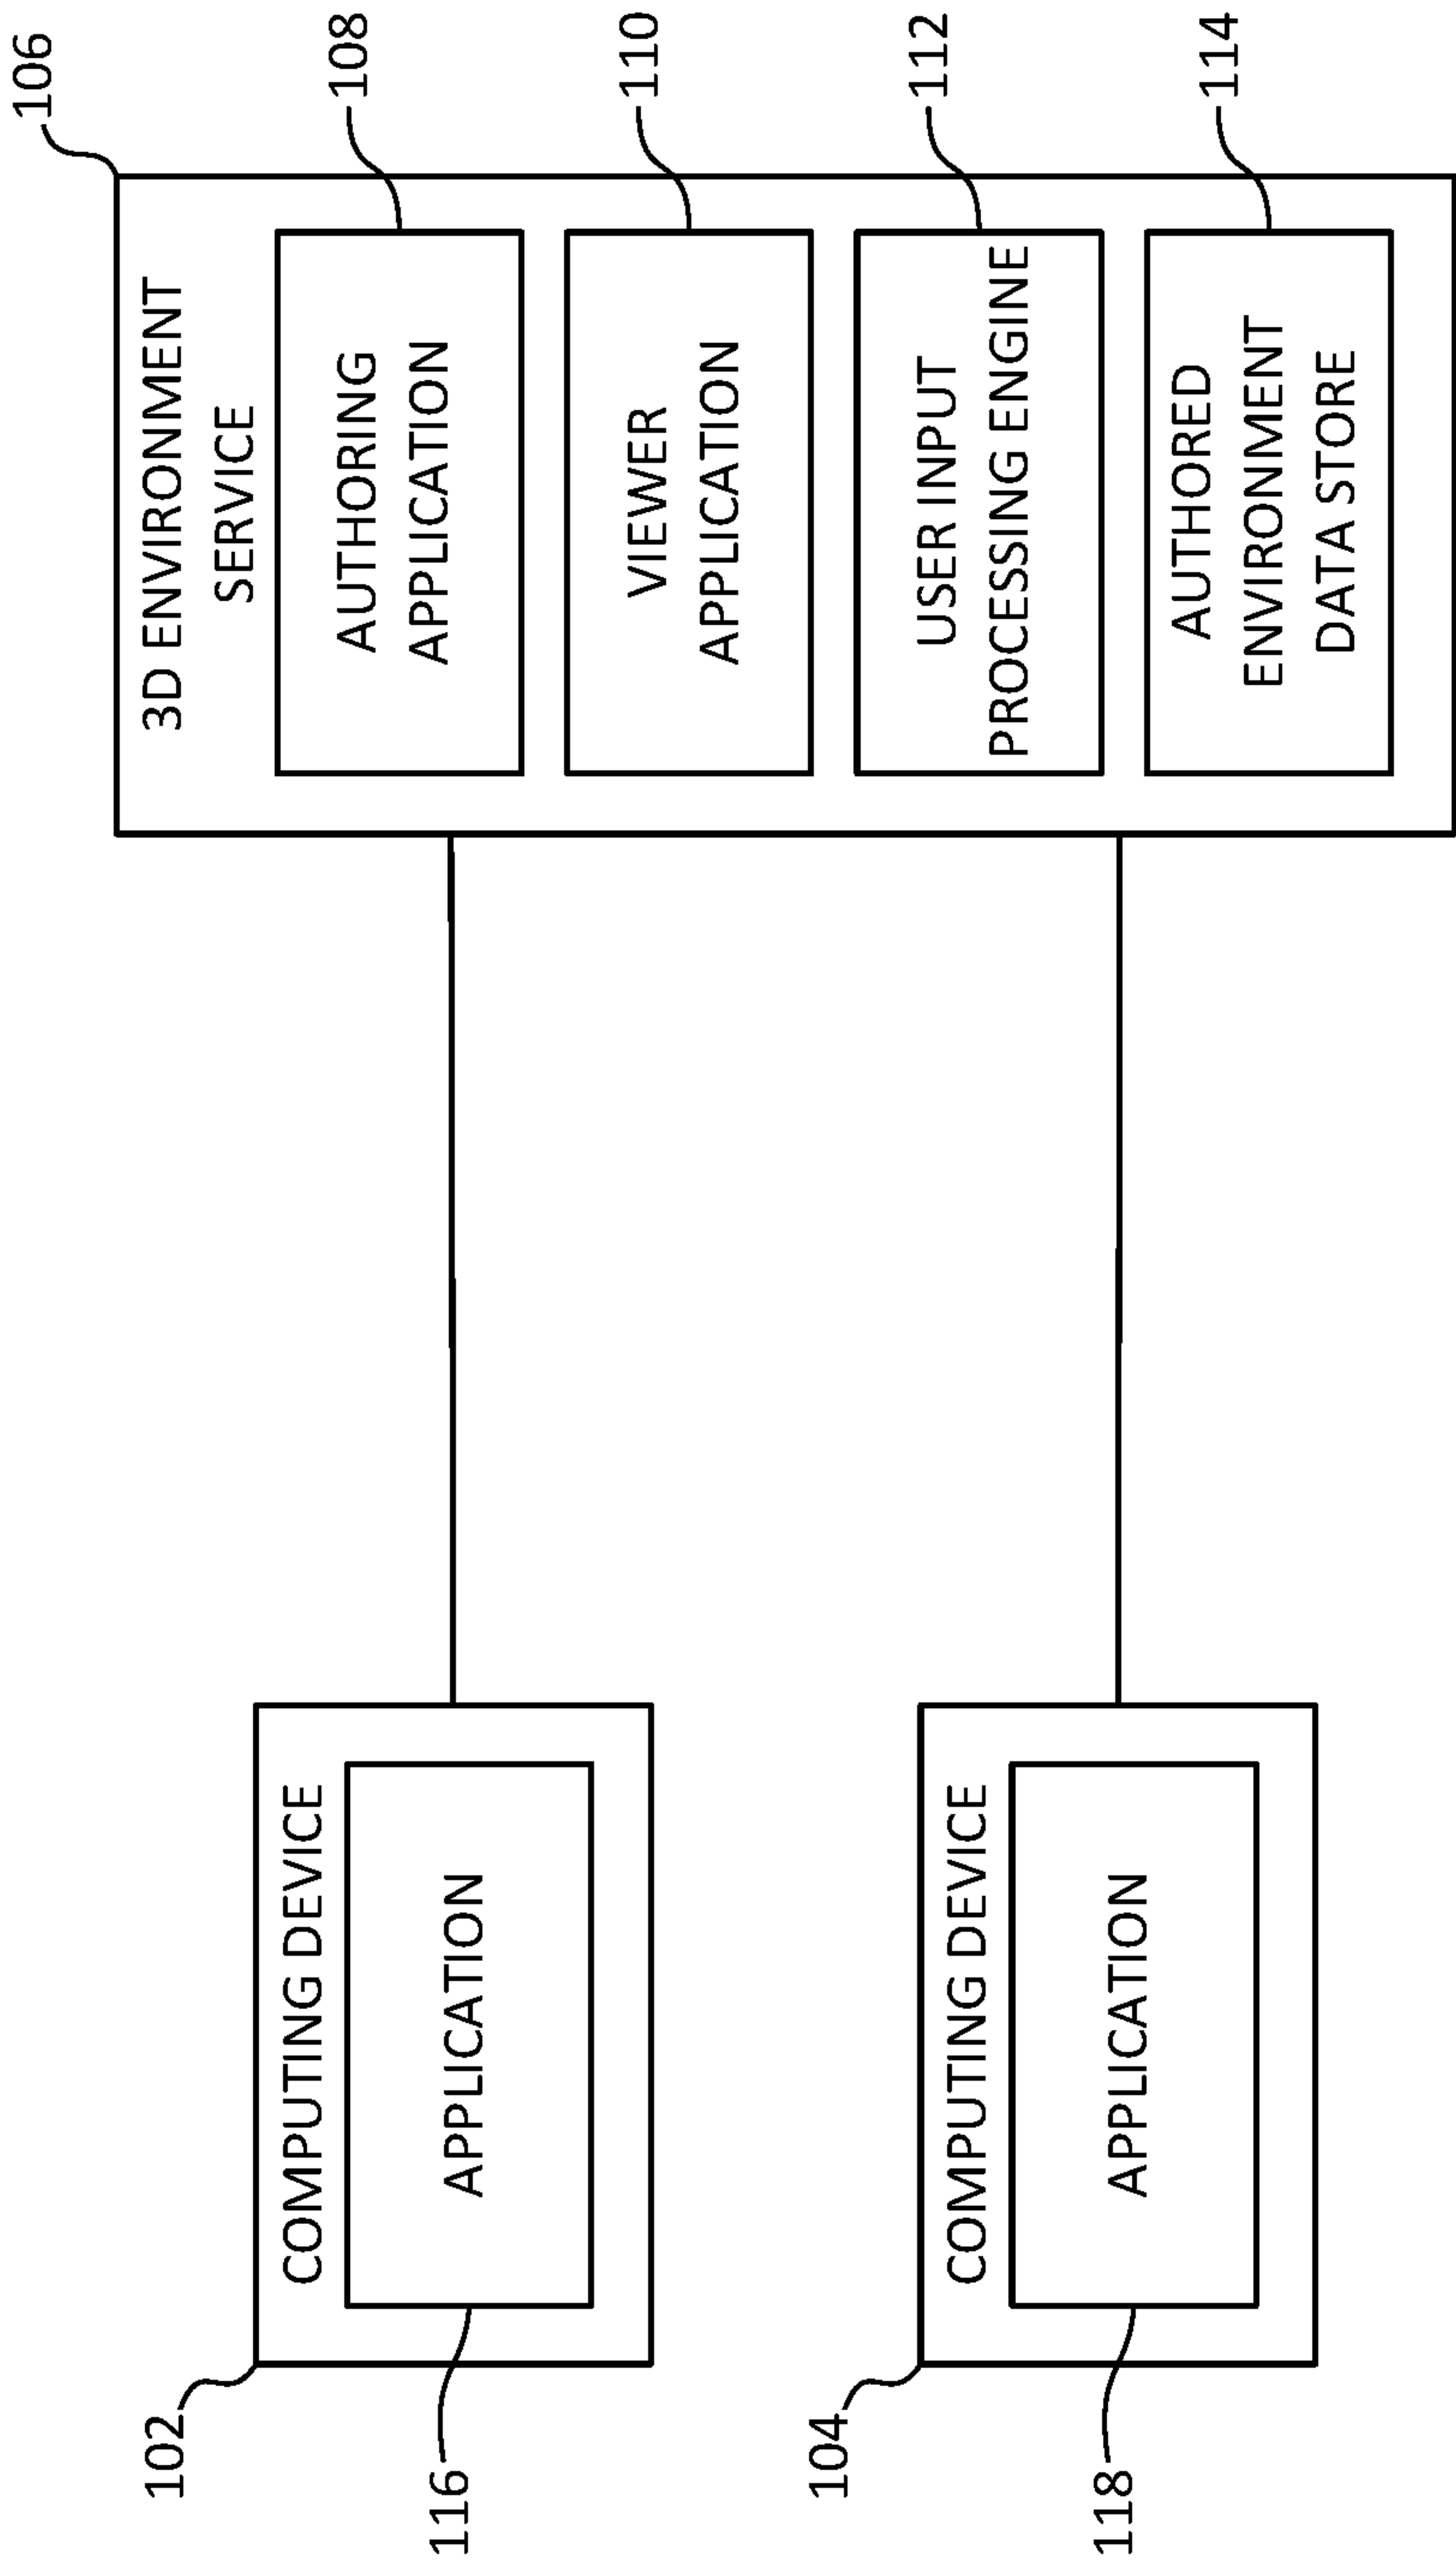 102
COMPUTING DEVICE
APPLICATION
116
104
COMPUTING DEVICE
APPLICATION
118
106
3D ENVIRONMENT
SERVICE
AUTHORING
APPLICATION
108
VIEWER
APPLICATION
110
USER INPUT
PROCESSING ENGINE
112
AUTHORED
ENVIRONMENT
DATA STORE
114